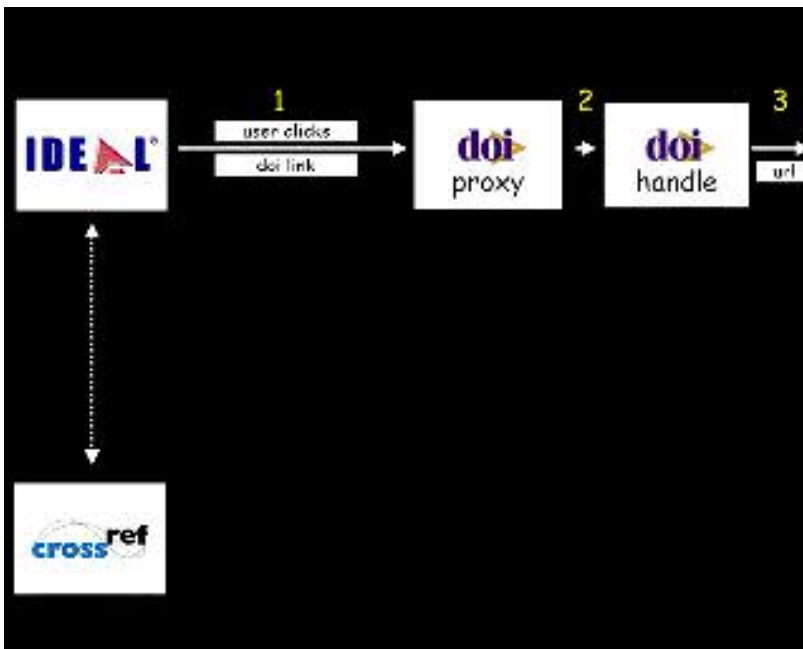 1
2
3
IDEAL®
user clicks
doi link
doi
proxy
doi
handle
url
crossref